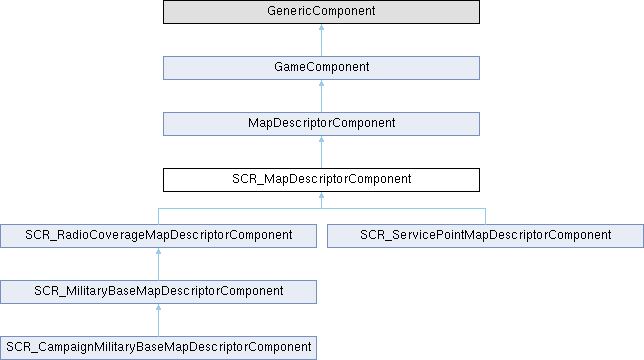 GenericComponent
GameComponent
MapDescriptorComponent
SCR_MapDescriptorComponent
SCR_RadioCoverageMapDescriptorComponent
SCR_ServicePointMapDescriptorComponent
SCR_MilitaryBaseMapDescriptorComponent
SCR_CampaignMilitaryBaseMapDescriptorComponent